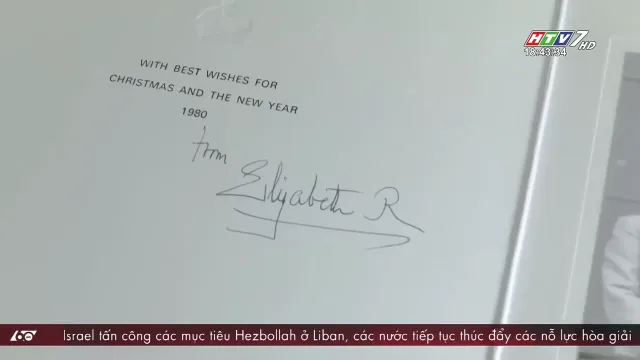 HTV7 HD
18:43:34
WITH BEST WISHES FOR
CHRISTMAS AND THE NEW YEAR
1980
from
Elizabeth R
60
Israel tấn công các mục tiêu Hezbollah ở Liban, các nước tiếp tục thúc đẩy các nỗ lực hòa giải